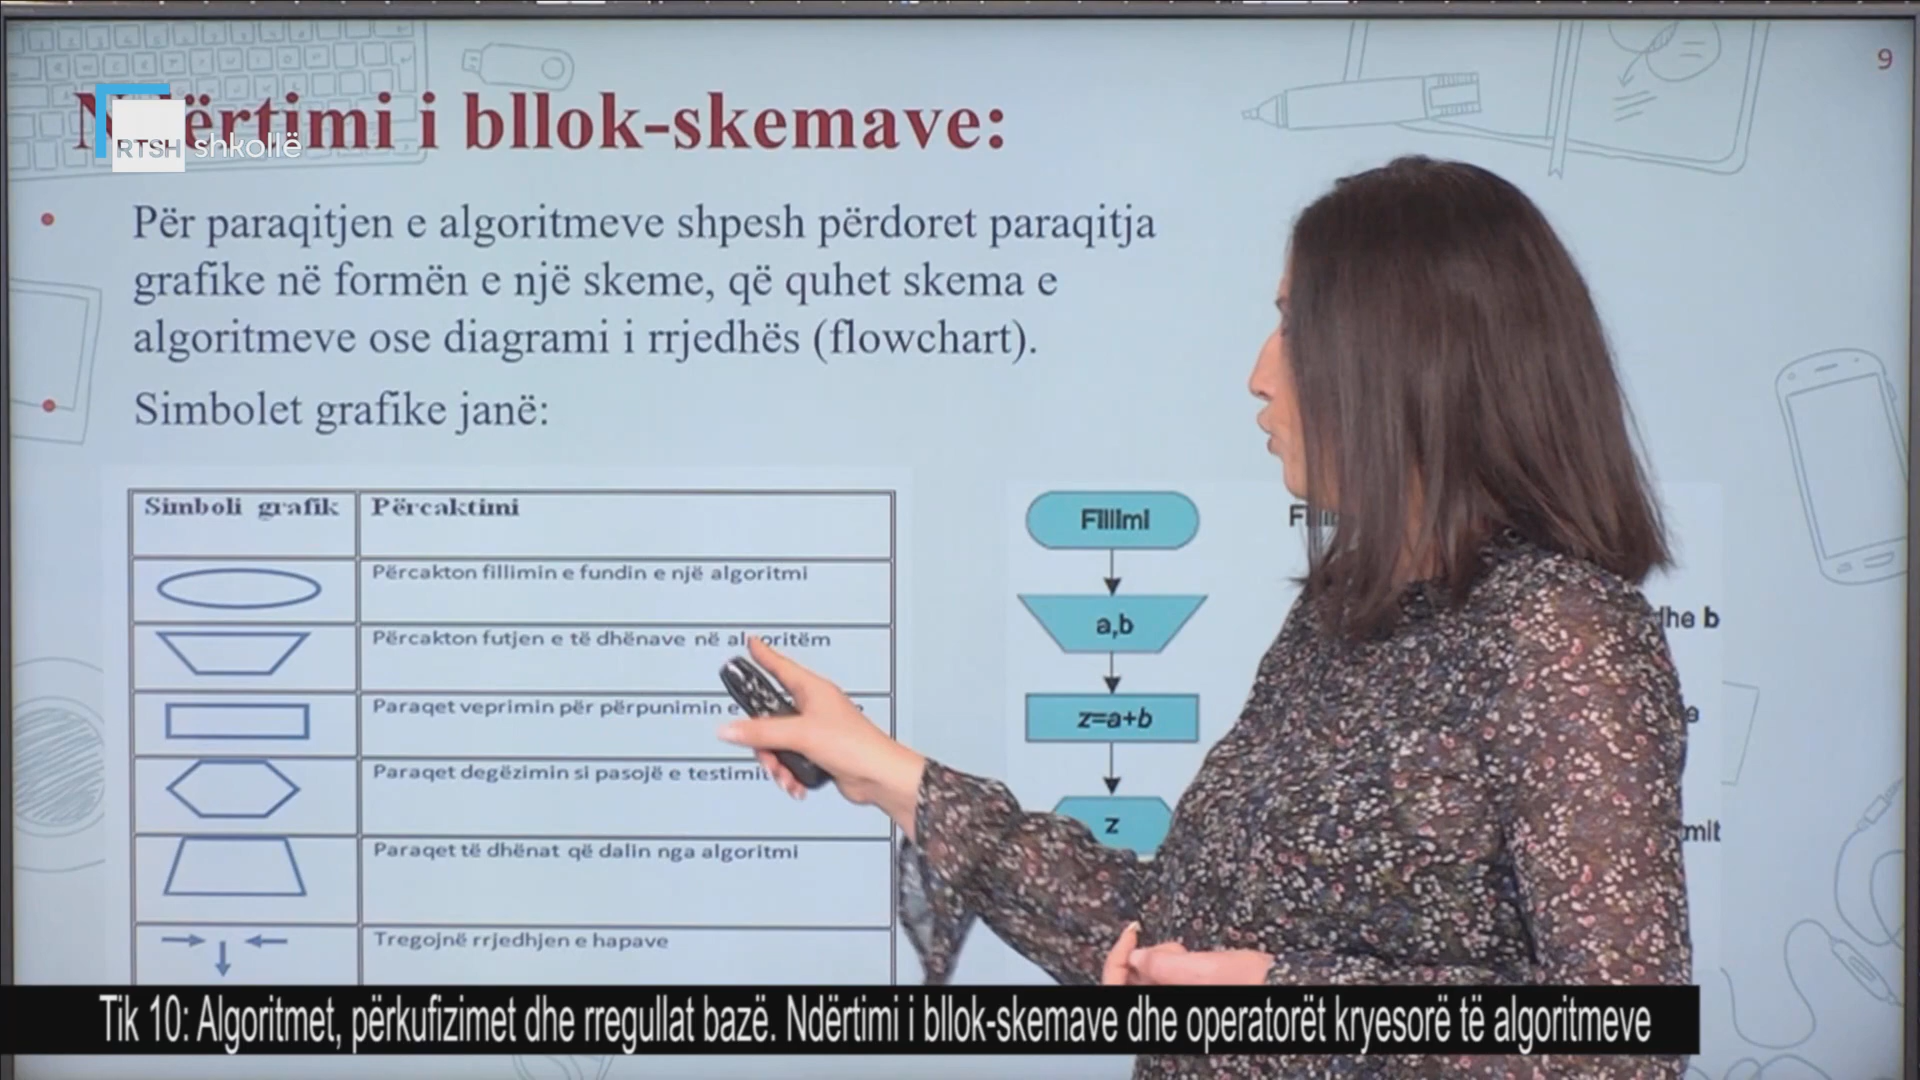 9
Ndërtimi i bllok-skemave:
RTSH shkollë
Për paraqitjen e algoritmeve shpesh përdoret paraqitja
grafike në formën e një skeme, që quhet skema e
algoritmeve ose diagrami i rrjedhës (flowchart).
Simbolet grafike janë:
Simboli grafik Përcaktimi
Përcakton fillimin e fundin e një algoritmi
Përcakton futjen e të dhënave në algoritëm
Paraqet veprimin për përpunimin e
Paraqet degëzimin si pasojë e testimit
Paraqet të dhënat që dalin nga algoritmi
Tregojnë rrjedhjen e hapave
Fillimi
a,b
dhe b
z=a+b
z
Tik 10: Algoritmet, përkufizimet dhe rregullat bazë. Ndërtimi i bllok-skemave dhe operatorët kryesorë të algoritmeve